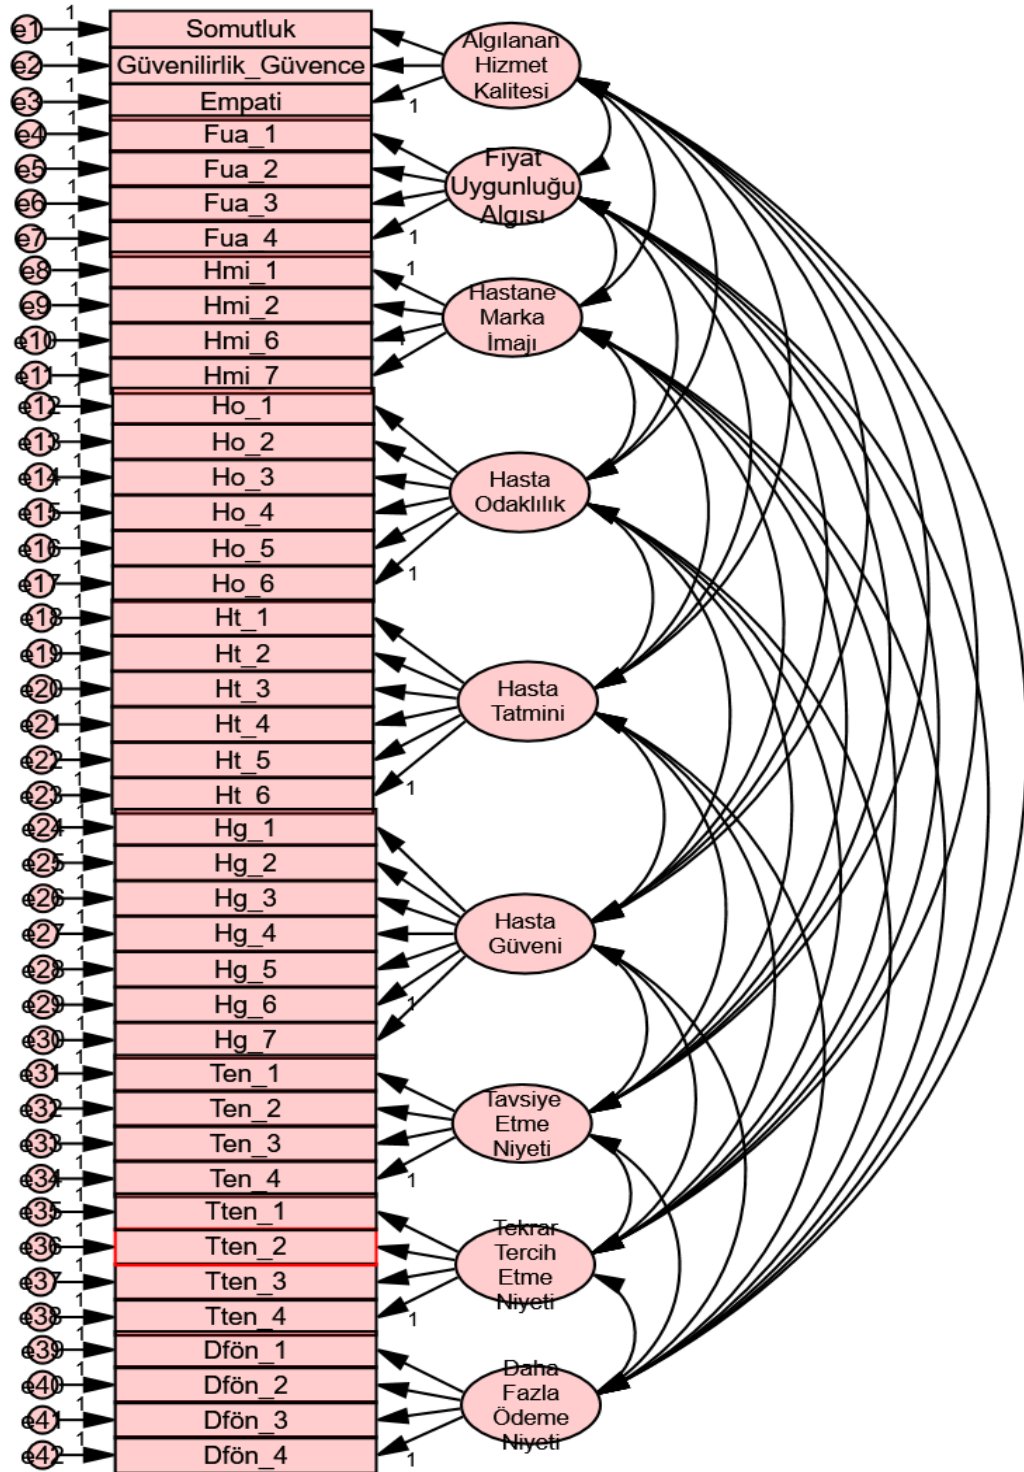 e1 1 Somutluk
e2 1 Güvenilirlik_Güvence
e3 1 Empati
Algılanan
Hizmet
Kalitesi
1
e4 1 Fua_1
e5 1 Fua_2
e6 1 Fua_3
e7 1 Fua_4
Fiyat
Uygunluğu
Algısı
1
e8 1 Hmi_1
e9 1 Hmi_2
e10 1 Hmi_6
e11 1 Hmi_7
Hastane
Marka
İmajı
1
1
e12 1 Ho_1
e13 1 Ho_2
e14 1 Ho_3
e15 1 Ho_4
e16 1 Ho_5
e17 1 Ho_6
Hasta
Odaklılık
1
e18 1 Ht_1
e19 1 Ht_2
e20 1 Ht_3
e21 1 Ht_4
e22 1 Ht_5
e23 1 Ht_6
Hasta
Tatmini
1
e24 1 Hg_1
e25 1 Hg_2
e26 1 Hg_3
e27 1 Hg_4
e28 1 Hg_5
e29 1 Hg_6
e30 1 Hg_7
Hasta
Güveni
1
e31 1 Ten_1
e32 1 Ten_2
e33 1 Ten_3
e34 1 Ten_4
Tavsiye
Etme
Niyeti
1
e35 1 Tten_1
e36 1 Tten_2
e37 1 Tten_3
e38 1 Tten_4
Tekrar
Tercih
Etme
Niyeti
1
e39 1 Dfön_1
e40 1 Dfön_2
e41 1 Dfön_3
e42 1 Dfön_4
Daha
Fazla
Ödeme
Niyeti
1